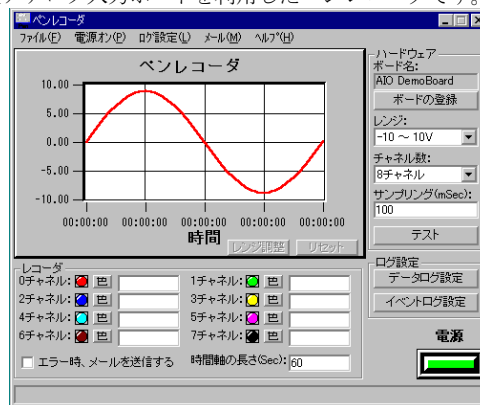 ペンレコーダ
ファイル(F) 電源オン(P) ログ設定(L) メール(M) ヘルプ(H)
ペンレコーダ
10.00
5.00
0.00
-5.00
-10.00
00:00:00 00:00:00 00:00:00 00:00:00 00:00:00
時間
レンジ調整 リセット
ハードウェア
ボード名:
AIO DemoBoard
ボードの登録
レンジ:
-10 ~ 10V
チャネル数:
8チャネル
サンプリング(mSec):
100
テスト
ログ設定
データログ設定
イベントログ設定
レコーダ
0チャネル: 色 1チャネル: 色
2チャネル: 色 3チャネル: 色
4チャネル: 色 5チャネル: 色
6チャネル: 色 7チャネル: 色
エラー時、メールを送信する 時間軸の長さ(Sec): 60
電源